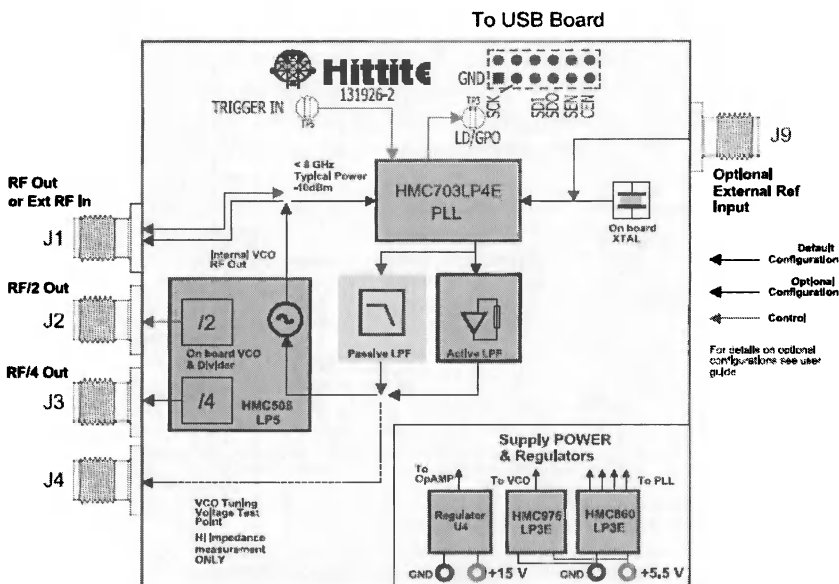 To USB Board
Hittite
131926-2
GND
SCK
SDI
SDO
SEN
CEN
TRIGGER IN
TP5
TP3
LD/GPO
J9
Optional
External Ref
Input
< 8 GHz
Typical Power
-10dBm
HMC703LP4E
PLL
On board
XTAL
RF Out
or Ext RF In
J1
Internal VCO
RF Out
RF/2 Out
J2
/2
On board VCO
& Divider
RF/4 Out
J3
/4
HMC508
LP5
Passive LPF
Active LPF
Default
Configuration
Optional
Configuration
Control
For details on optional
configurations see user
guide
J4
VCO Tuning
Voltage Test
Point
Hi Impedance
measurement
ONLY
Supply POWER
& Regulators
To
OpAMP
To VCO
To PLL
Regulator
U4
HMC976
LP3E
HMC860
LP3E
GND
+15 V
GND
+5.5 V